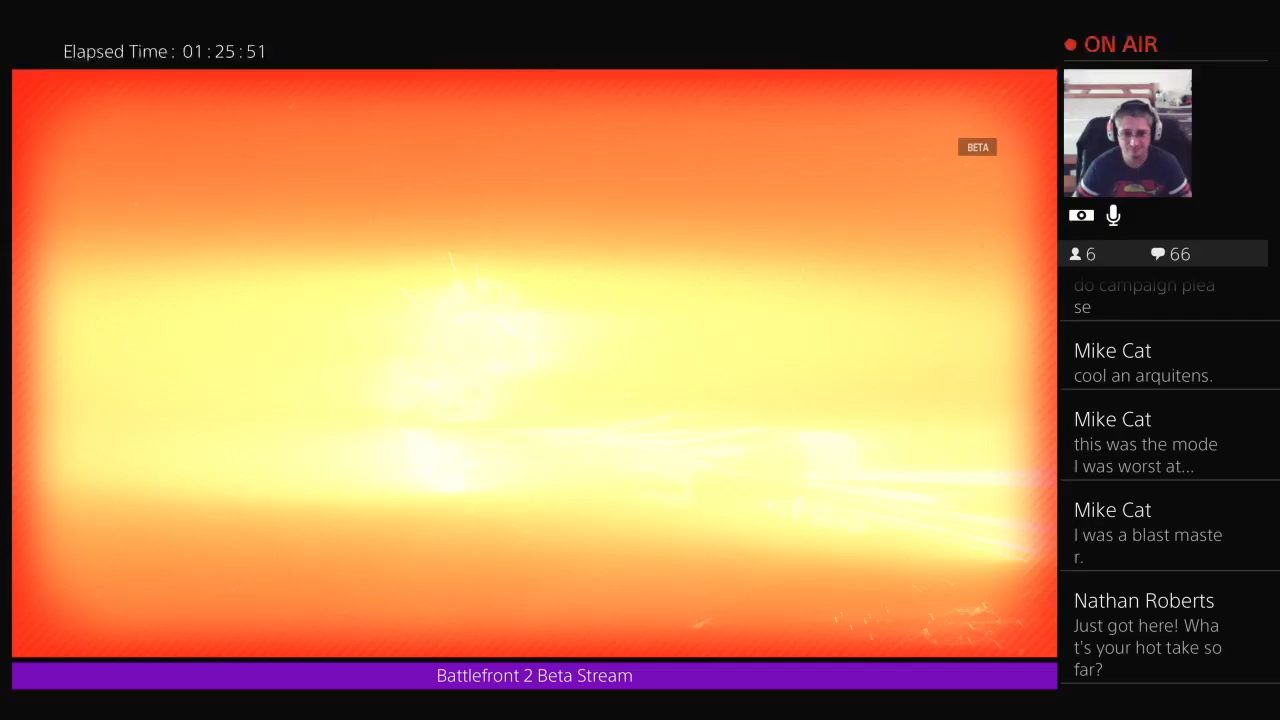 Elapsed Time: 01:25:51
ON AIR
BETA
6
66
do campaign plea
se
Mike Cat
cool an arquitens.
Mike Cat
this was the mode
I was worst at...
Mike Cat
I was a blast maste
r.
Nathan Roberts
Just got here! Wha
t's your hot take so
far?
Battlefront 2 Beta Stream